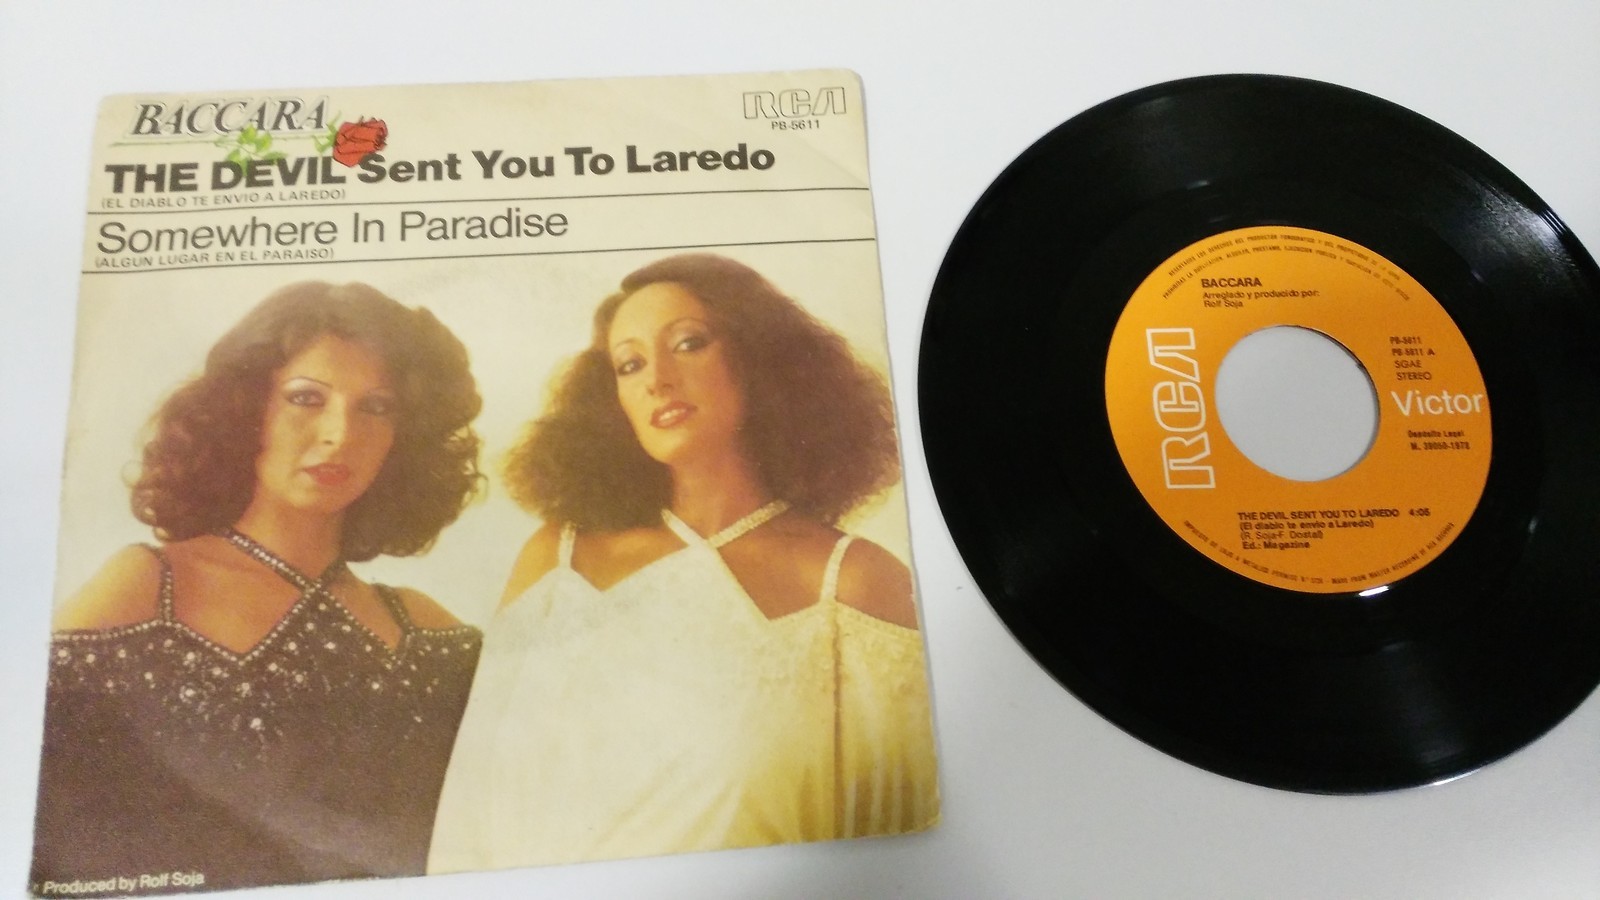 BACCARA
RCA
PB-5611
THE DEVIL Sent You To Laredo
(EL DIABLO TE ENVIO A LAREDO)
Somewhere In Paradise
(ALGUN LUGAR EN EL PARAISO)
Produced by Rolf Soja
BACCARA
Arreglado y producido por:
Rolf Soja
RCA
PB-5611
PB-5611 A
SGAE
STEREO
Victor
Depósito Legal
THE DEVIL SENT YOU TO LAREDO 4:05
(El diablo te envio a Laredo)
(R. Soja-F. Dostal)
Ed.: Magazine